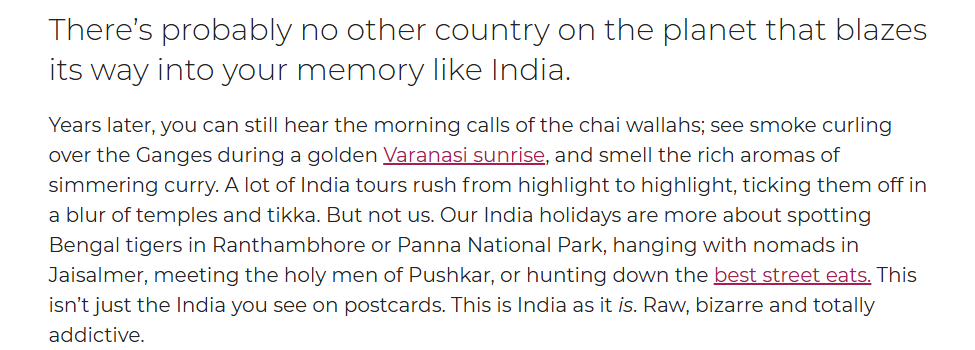 There’s probably no other country on the planet that blazes
its way into your memory like India.
Years later, you can still hear the morning calls of the chai wallahs; see smoke curling
over the Ganges during a golden Varanasi sunrise, and smell the rich aromas of
simmering curry. A lot of India tours rush from highlight to highlight, ticking them off in
a blur of temples and tikka. But not us. Our India holidays are more about spotting
Bengal tigers in Ranthambhore or Panna National Park, hanging with nomads in
Jaisalmer, meeting the holy men of Pushkar, or hunting down the best street eats. This
isn’t just the India you see on postcards. This is India as it is. Raw, bizarre and totally
addictive.